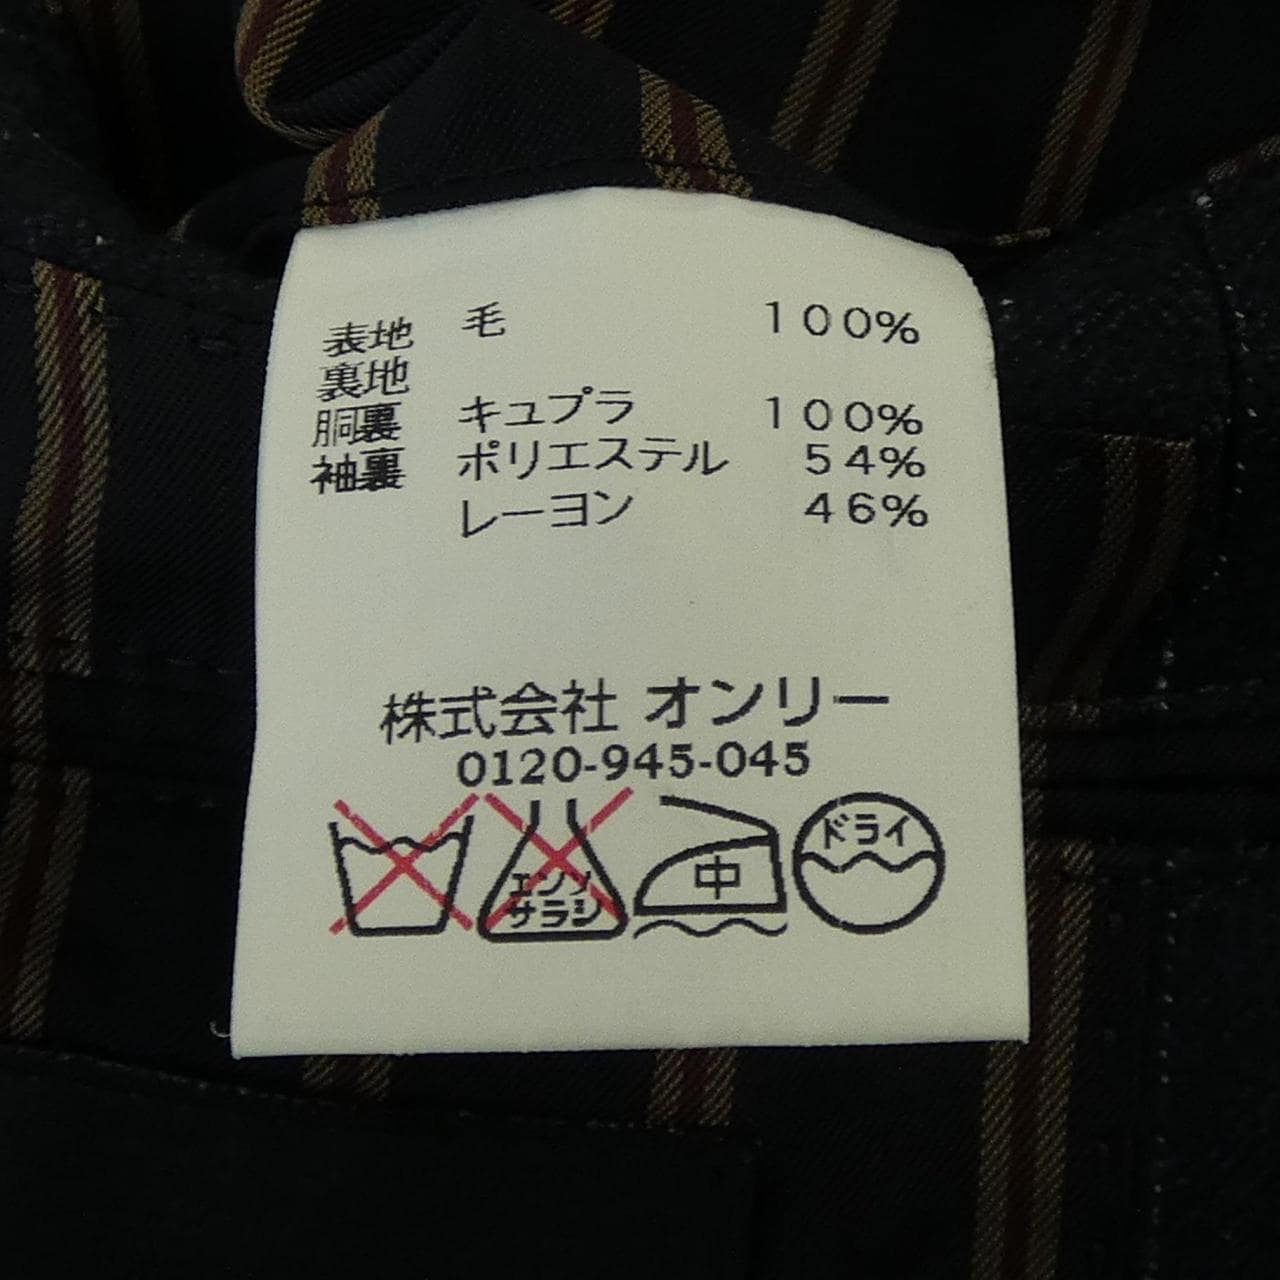 表地 毛 100%
裏地
胴裏 キュプラ 100%
袖裏 ポリエステル 54%
レーヨン 46%
株式会社 オンリー
0120-945-045
エンソ
サラシ
中
ドライ